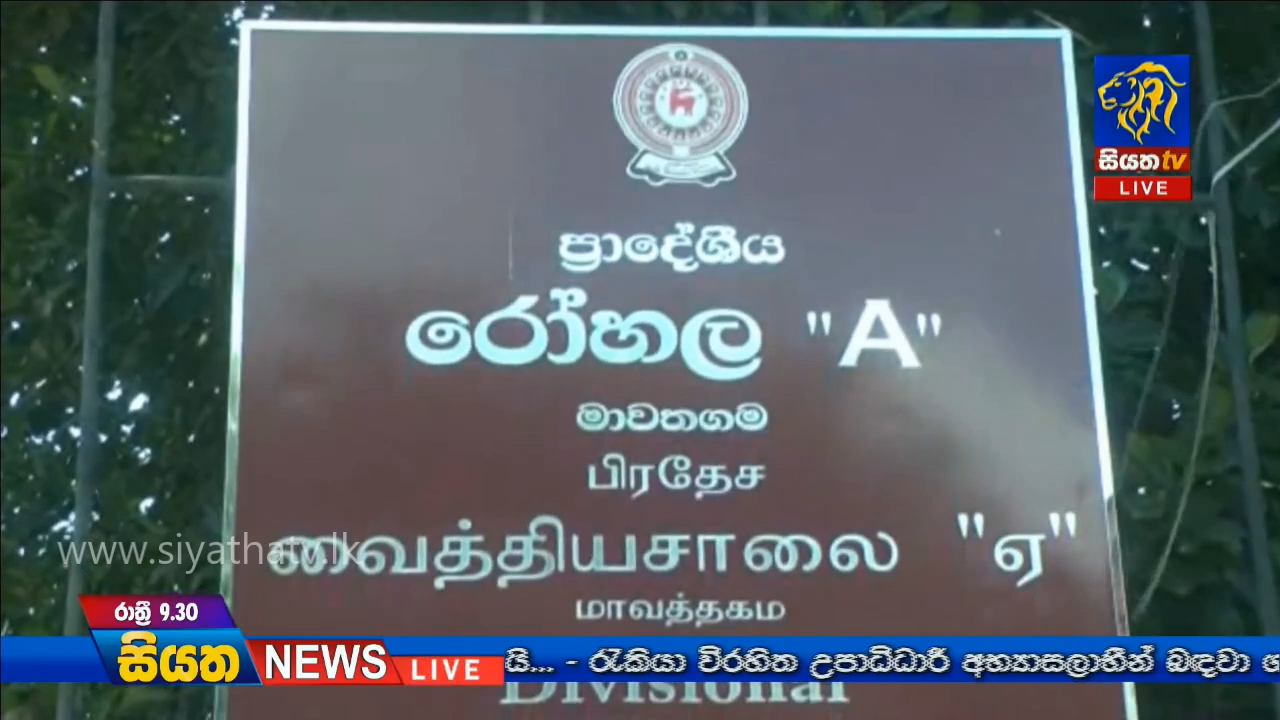 සියත tv
LIVE
ප්‍රාදේශීය
රෝහල "A"
මාවතගම
பிரதேச
வைத்தியசாலை "ஏ"
மாவத்தகம
Divisional
www.siyathatv.lk
රාත්‍රී 9.30
සියත NEWS LIVE
යි... - රැකියා විරහිත උපාධිධාරී අභ්‍යාසලාභීන් බඳවා